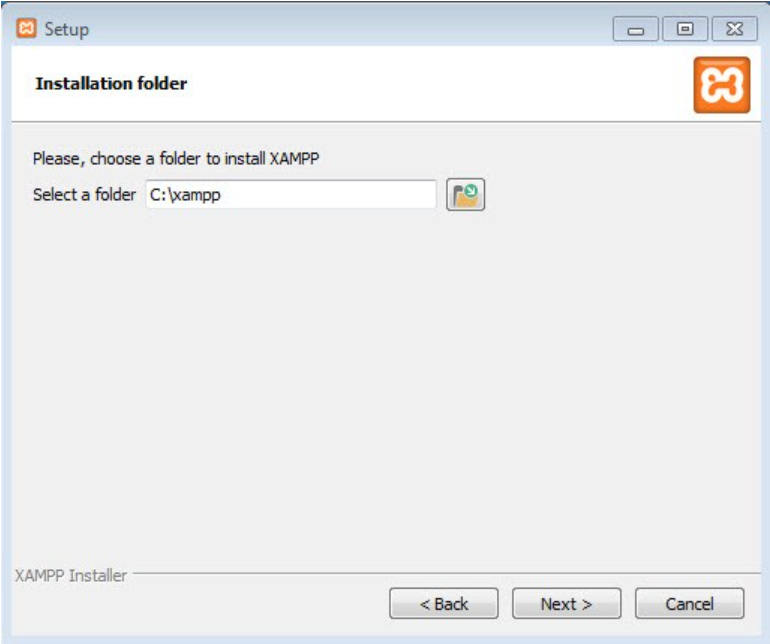 Setup
Installation folder
Please, choose a folder to install XAMPP
Select a folder C:\xampp
XAMPP Installer
< Back Next > Cancel